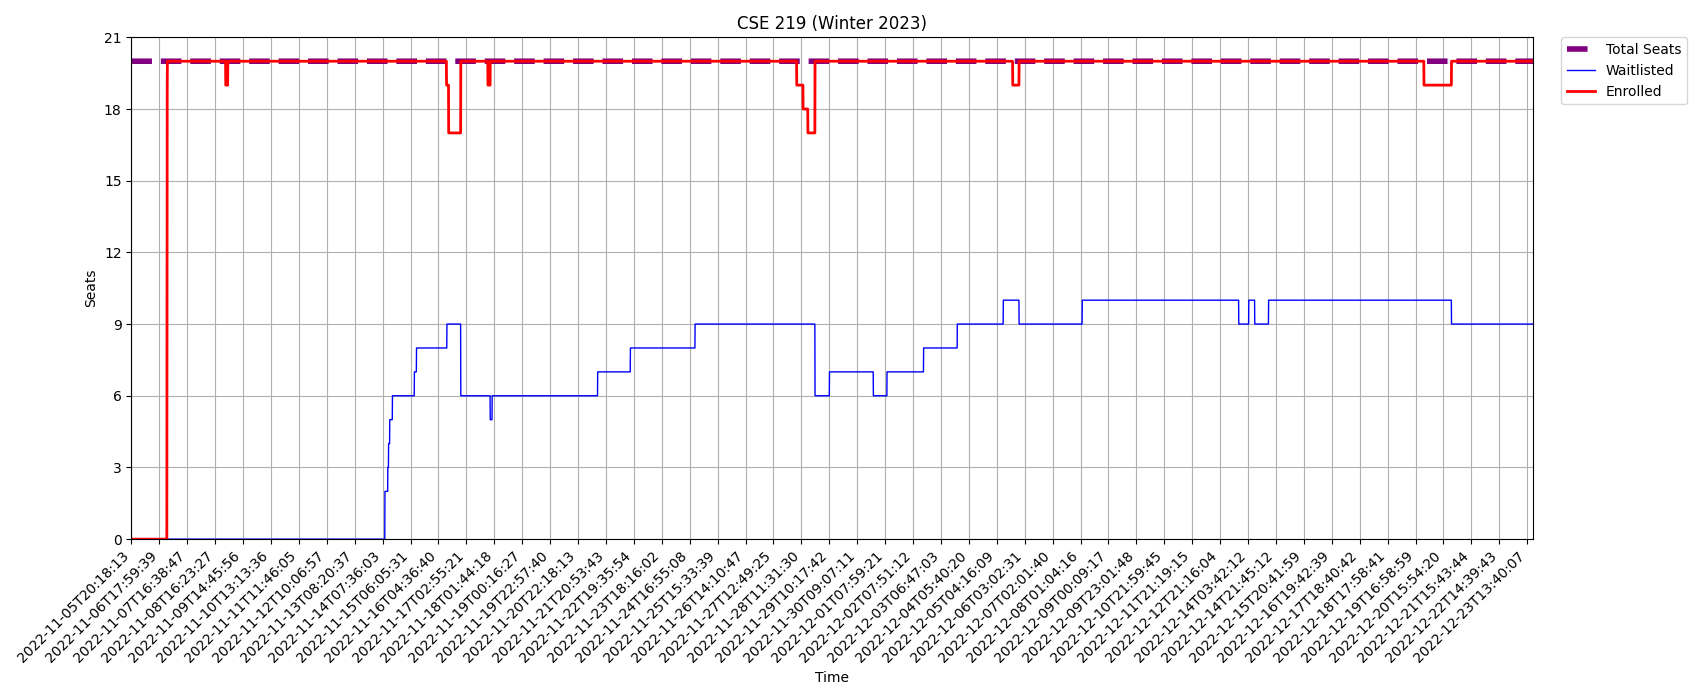 CSE 219 (Winter 2023)
Total Seats
Waitlisted
Enrolled
Seats
21
18
15
12
9
6
3
0
2022-11-05T20:18:13
2022-11-06T17:59:39
2022-11-07T16:38:47
2022-11-08T16:23:27
2022-11-09T14:45:56
2022-11-10T13:13:36
2022-11-11T11:46:05
2022-11-12T10:06:57
2022-11-13T08:20:37
2022-11-14T07:36:03
2022-11-15T06:05:31
2022-11-16T04:36:40
2022-11-17T02:55:21
2022-11-18T01:44:18
2022-11-19T00:16:27
2022-11-19T22:57:40
2022-11-20T22:18:13
2022-11-21T20:53:43
2022-11-22T19:35:54
2022-11-23T18:16:02
2022-11-24T16:55:08
2022-11-25T15:33:39
2022-11-26T14:10:47
2022-11-27T12:49:25
2022-11-28T11:31:30
2022-11-29T10:17:42
2022-11-30T09:07:11
2022-12-01T07:59:21
2022-12-02T07:51:12
2022-12-03T06:47:03
2022-12-04T05:40:20
2022-12-05T04:16:09
2022-12-06T03:02:31
2022-12-07T02:01:40
2022-12-08T01:04:16
2022-12-09T00:09:17
2022-12-09T23:01:48
2022-12-10T21:59:45
2022-12-11T21:19:15
2022-12-12T21:16:04
2022-12-14T03:42:12
2022-12-14T21:45:12
2022-12-15T20:41:59
2022-12-16T19:42:39
2022-12-17T18:40:42
2022-12-18T17:58:41
2022-12-19T16:58:59
2022-12-20T15:54:20
2022-12-21T15:43:44
2022-12-22T14:39:43
2022-12-23T13:40:07
Time